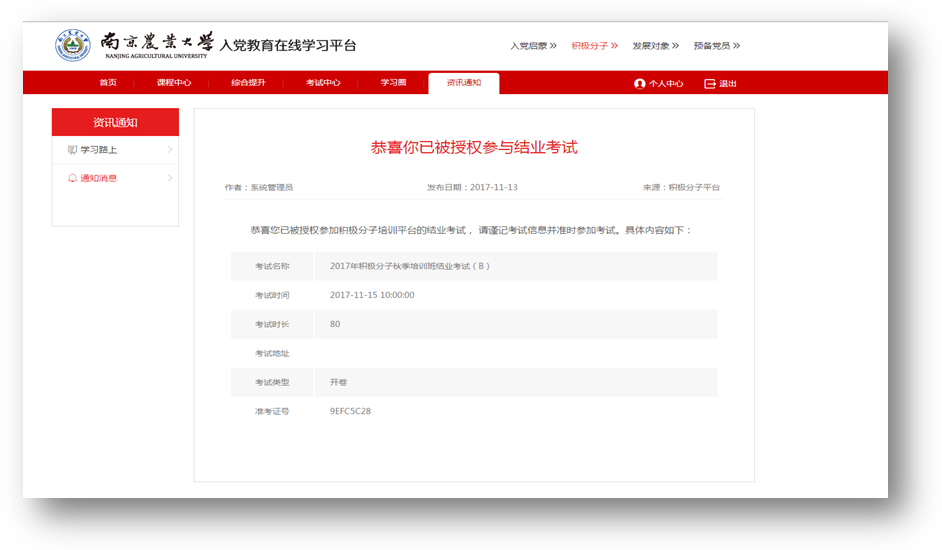 南京農業大学 入党教育在线学习平台
NANJING AGRICULTURAL UNIVERSITY
入党启蒙 » 积极分子 » 发展对象 » 预备党员 »
首页 课程中心 综合提升 考试中心 学习圈 资讯通知 个人中心 退出
资讯通知
学习路上
通知消息
恭喜你已被授权参与结业考试
作者：系统管理员 发布日期：2017-11-13 来源：积极分子平台
恭喜您已被授权参加积极分子培训平台的结业考试， 请谨记考试信息并准时参加考试。具体内容如下：
考试名称 2017年积极分子秋季培训班结业考试（B）
考试时间 2017-11-15 10:00:00
考试时长 80
考试地址
考试类型 开卷
准考证号 9EFC5C28